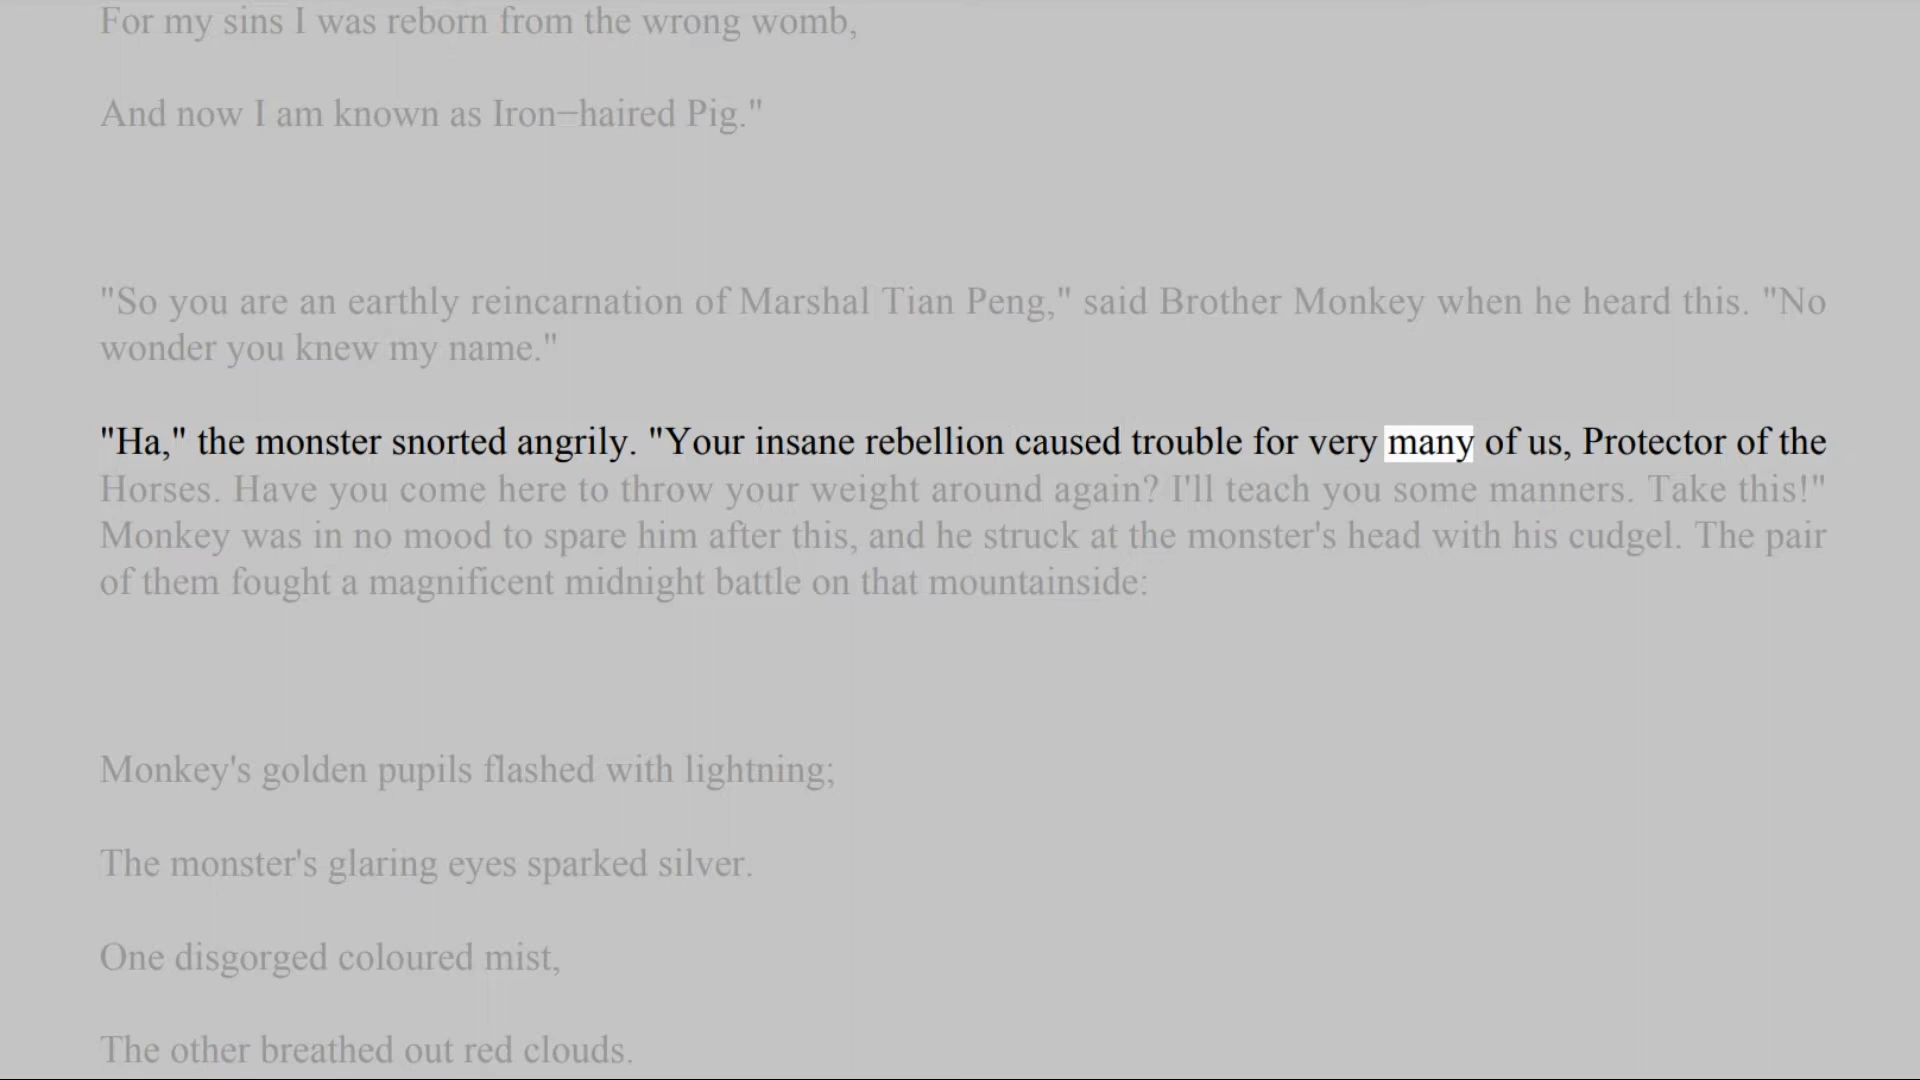 For my sins I was reborn from the wrong womb,
And now I am known as Iron−haired Pig."
"So you are an earthly reincarnation of Marshal Tian Peng," said Brother Monkey when he heard this. "No
wonder you knew my name."
"Ha," the monster snorted angrily. "Your insane rebellion caused trouble for very many of us, Protector of the
Horses. Have you come here to throw your weight around again? I'll teach you some manners. Take this!"
Monkey was in no mood to spare him after this, and he struck at the monster's head with his cudgel. The pair
of them fought a magnificent midnight battle on that mountainside:
Monkey's golden pupils flashed with lightning;
The monster's glaring eyes sparked silver.
One disgorged coloured mist,
The other breathed out red clouds.